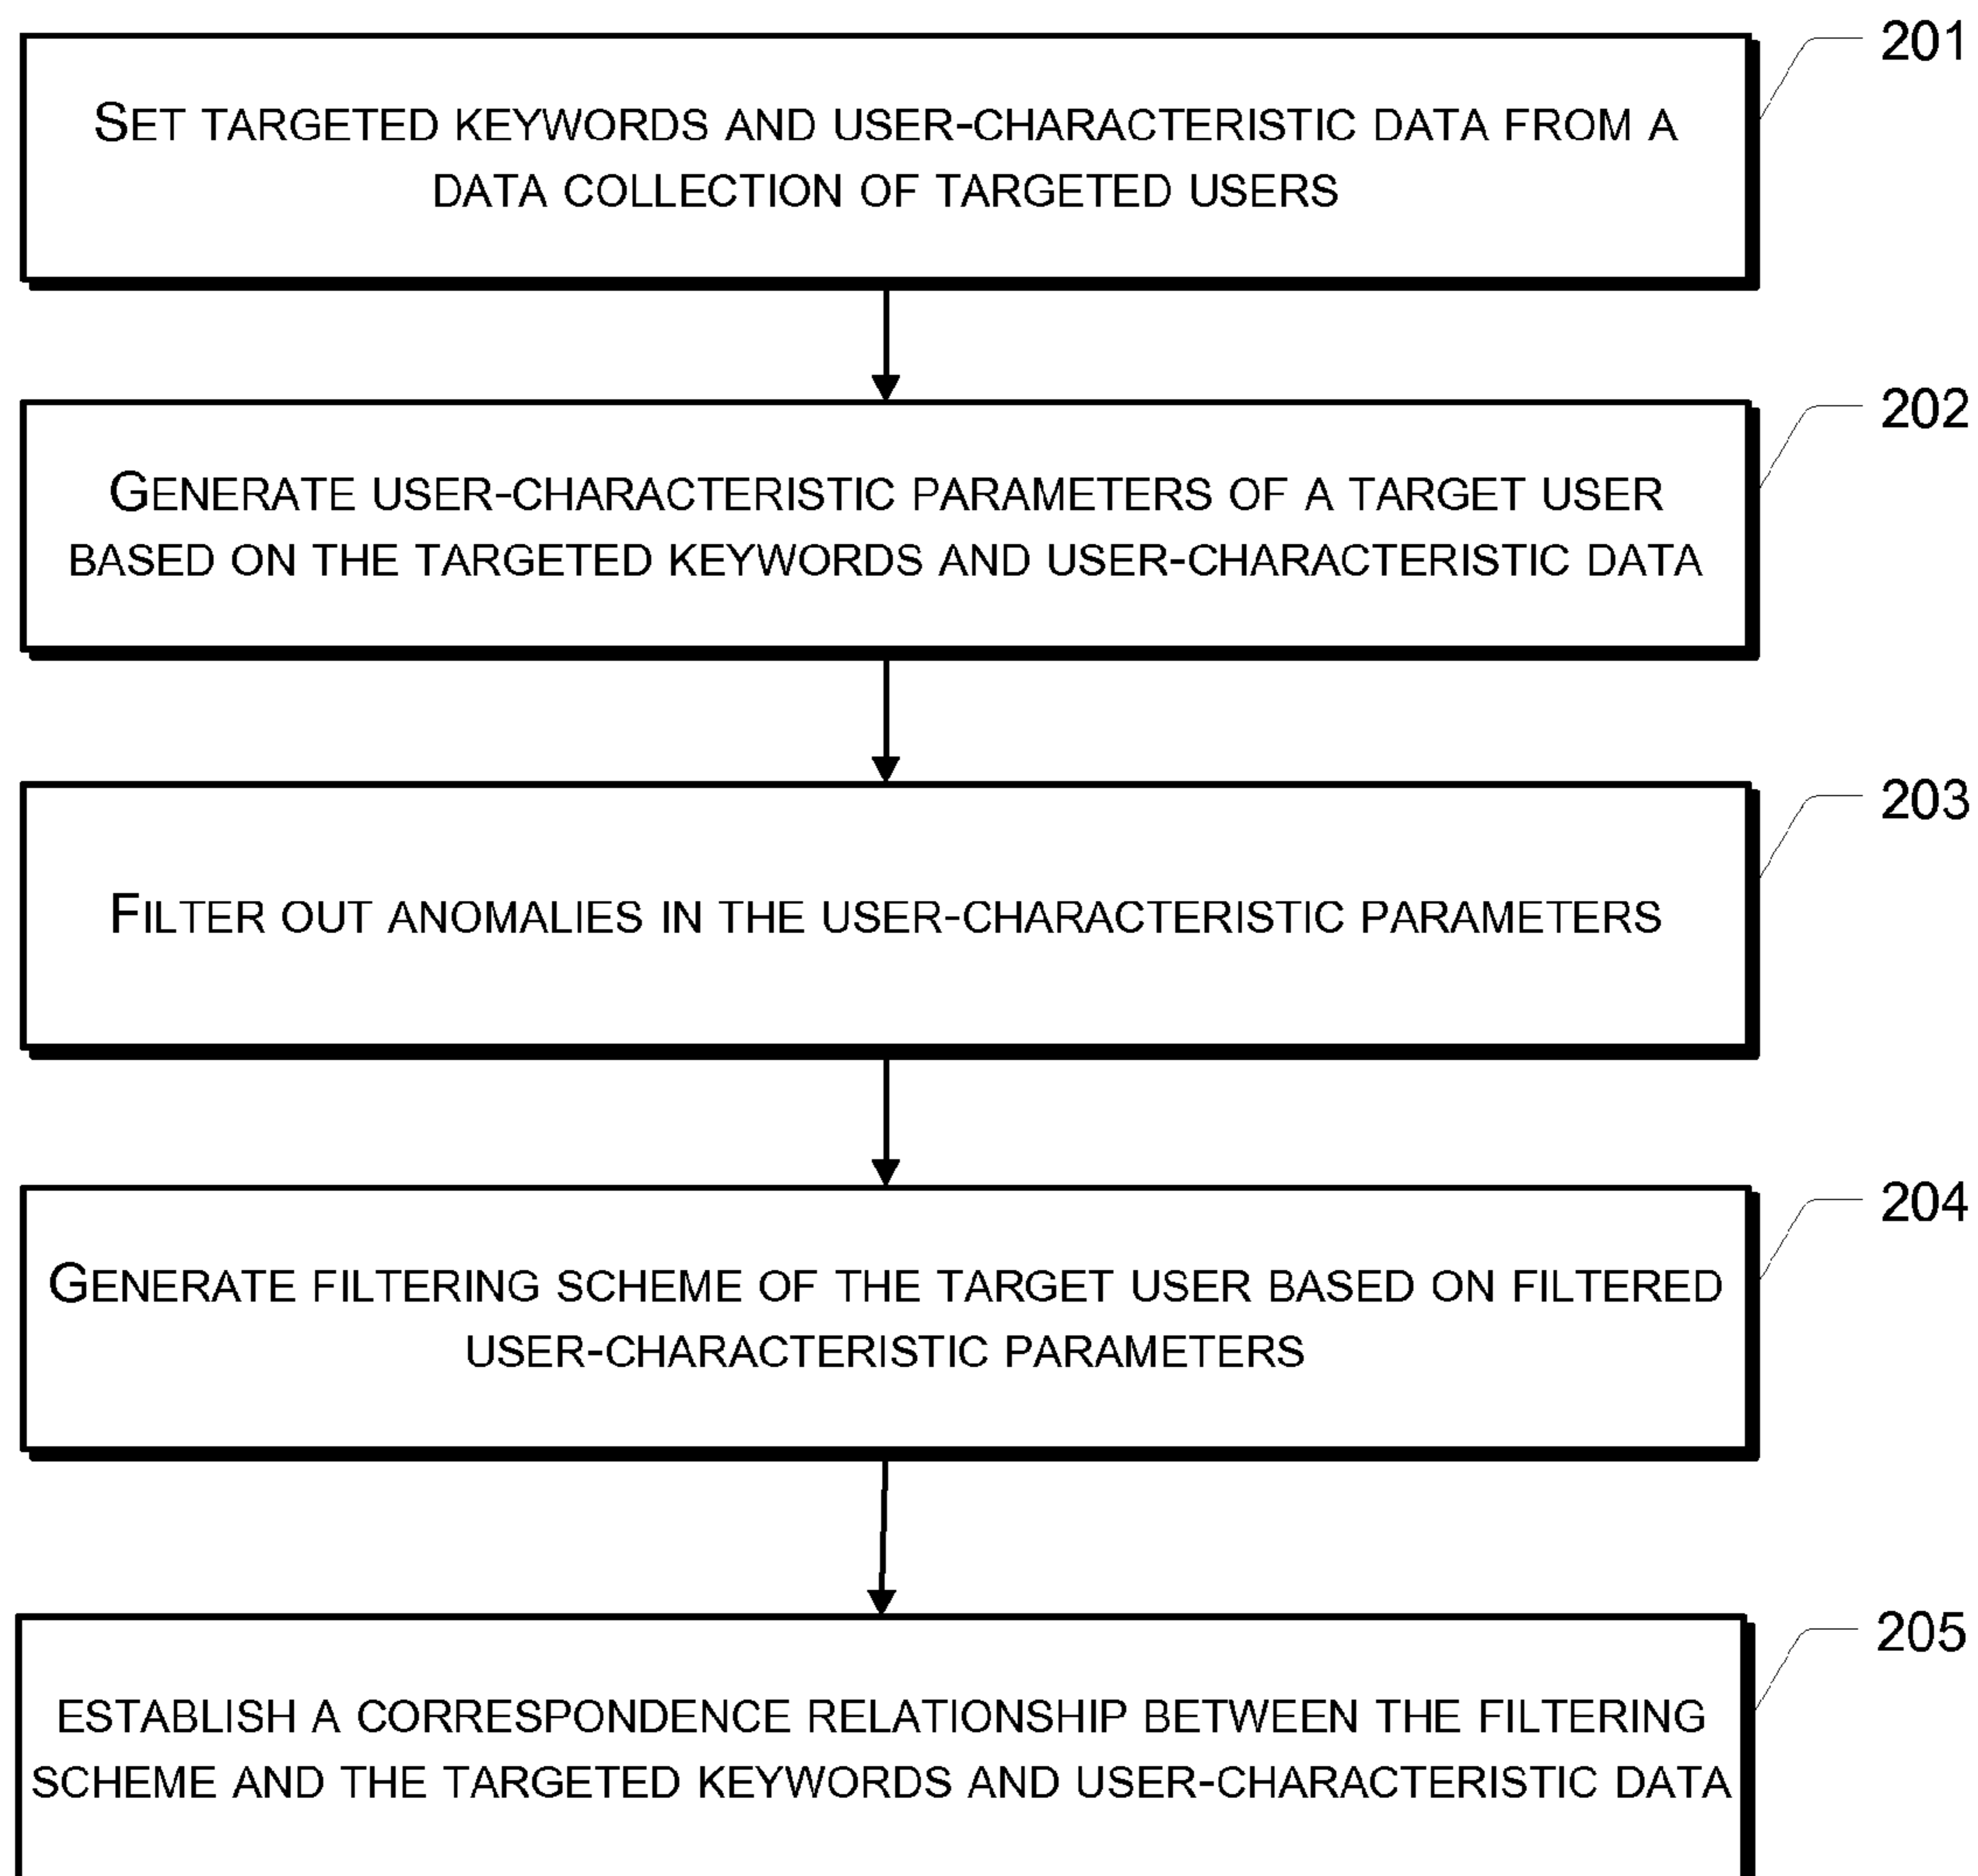 201
SET TARGETED KEYWORDS AND USER-CHARACTERISTIC DATA FROM A
DATA COLLECTION OF TARGETED USERS
202
GENERATE USER-CHARACTERISTIC PARAMETERS OF A TARGET USER
BASED ON THE TARGETED KEYWORDS AND USER-CHARACTERISTIC DATA
203
FILTER OUT ANOMALIES IN THE USER-CHARACTERISTIC PARAMETERS
204
GENERATE FILTERING SCHEME OF THE TARGET USER BASED ON FILTERED
USER-CHARACTERISTIC PARAMETERS
205
ESTABLISH A CORRESPONDENCE RELATIONSHIP BETWEEN THE FILTERING
SCHEME AND THE TARGETED KEYWORDS AND USER-CHARACTERISTIC DATA